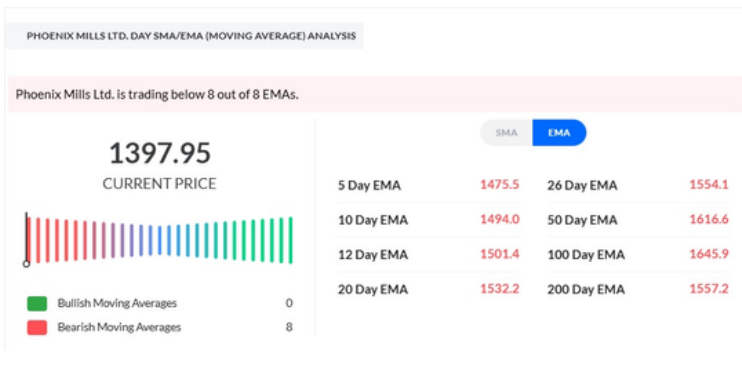 PHOENIX MILLS LTD. DAY SMA/EMA (MOVING AVERAGE) ANALYSIS
Phoenix Mills Ltd. is trading below 8 out of 8 EMAs.
1397.95
CURRENT PRICE
Bullish Moving Averages 0
Bearish Moving Averages 8
SMA EMA
5 Day EMA 1475.5 26 Day EMA 1554.1
10 Day EMA 1494.0 50 Day EMA 1616.6
12 Day EMA 1501.4 100 Day EMA 1645.9
20 Day EMA 1532.2 200 Day EMA 1557.2